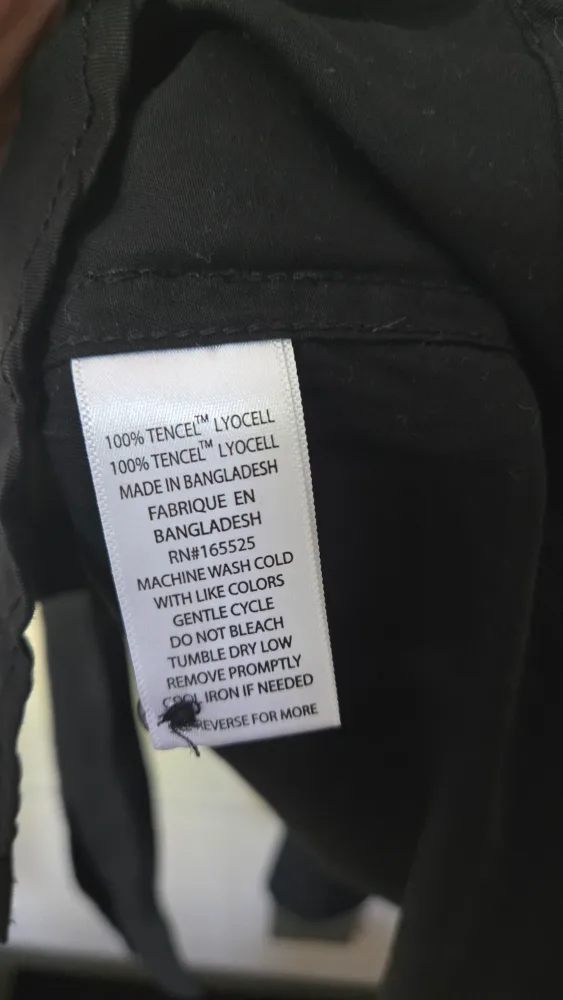 100% TENCEL™ LYOCELL
100% TENCEL™ LYOCELL
MADE IN BANGLADESH
FABRIQUE EN
BANGLADESH
RN#165525
MACHINE WASH COLD
WITH LIKE COLORS
GENTLE CYCLE
DO NOT BLEACH
TUMBLE DRY LOW
REMOVE PROMPTLY
COOL IRON IF NEEDED
REVERSE FOR MORE